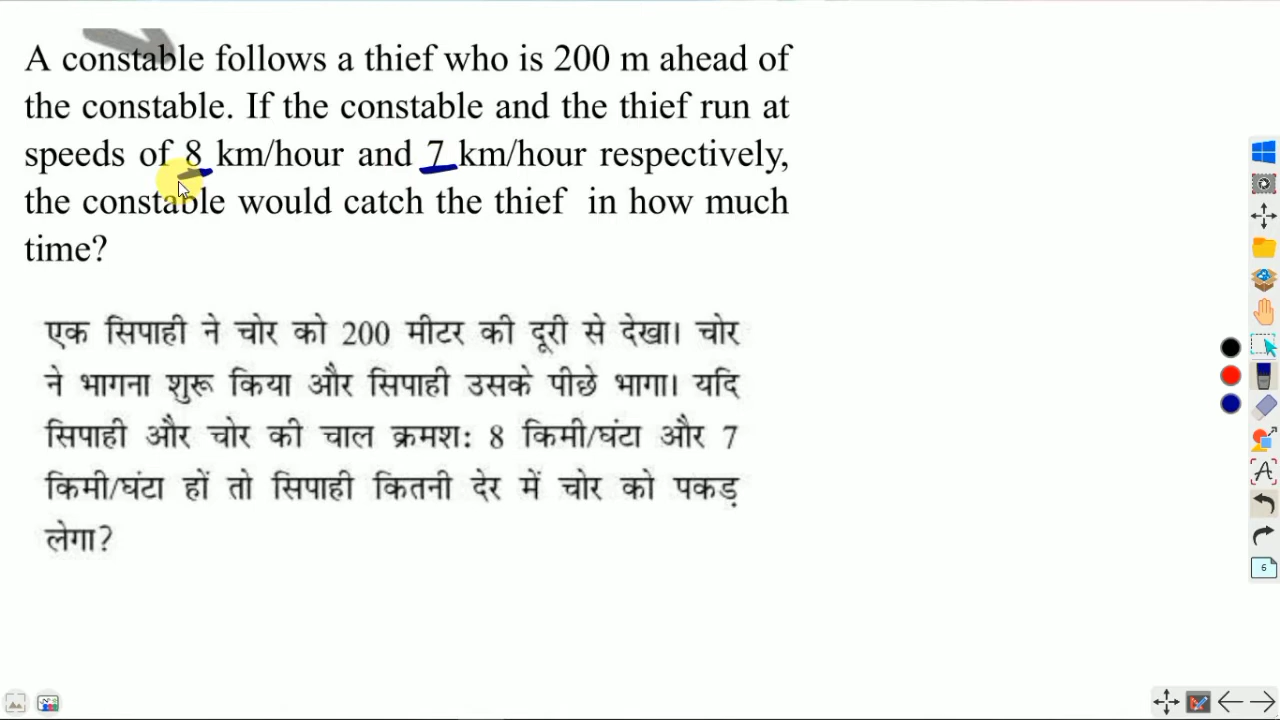 A constable follows a thief who is 200 m ahead of
the constable. If the constable and the thief run at
speeds of 8 km/hour and 7 km/hour respectively,
the constable would catch the thief in how much
time?
एक सिपाही ने चोर को 200 मीटर की दूरी से देखा। चोर
ने भागना शुरू किया और सिपाही उसके पीछे भागा। यदि
सिपाही और चोर की चाल क्रमश: 8 किमी/घंटा और 7
किमी/घंटा हों तो सिपाही कितनी देर में चोर को पकड़
लेगा?
6